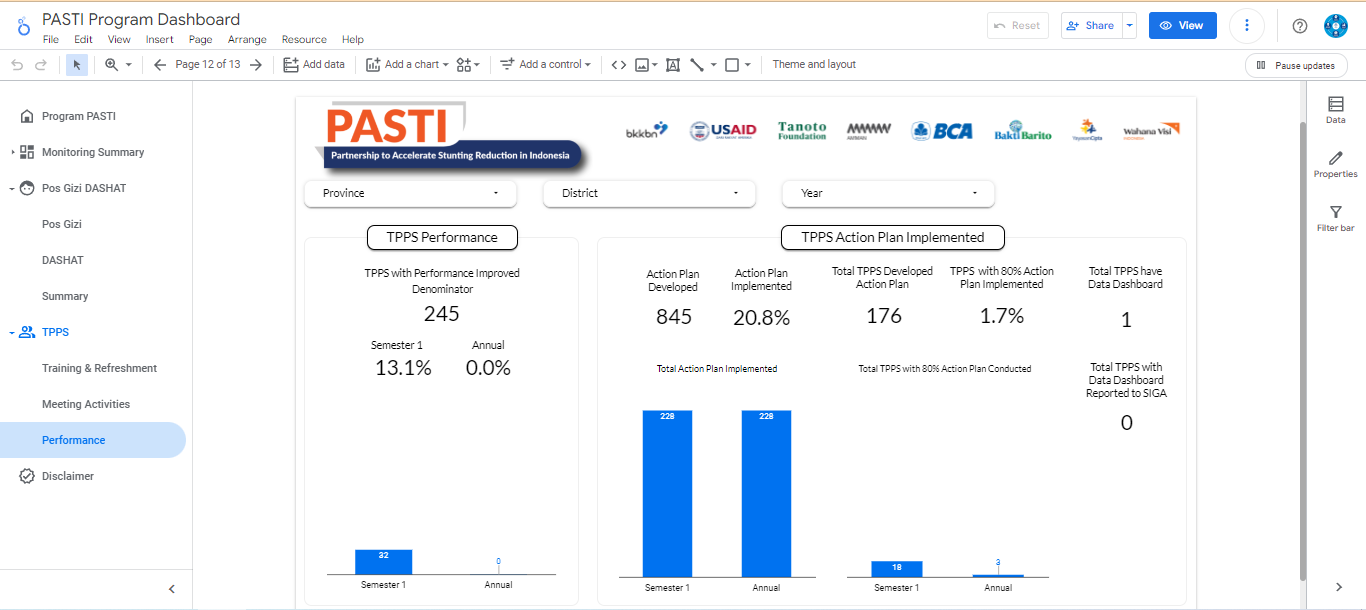 PASTI Program Dashboard
File Edit View Insert Page Arrange Resource Help
Reset
Share
View
Page 12 of 13
Add data
Add a chart
Add a control
Theme and layout
Pause updates
Program PASTI
Monitoring Summary
Pos Gizi DASHAT
Pos Gizi
DASHAT
Summary
TPPS
Training & Refreshment
Meeting Activities
Performance
Disclaimer
PASTI
Partnership to Accelerate Stunting Reduction in Indonesia
bkkbn
USAID
Tanoto
Foundation
AMMAN
BCA
Bakti Barito
YayasanCipta
Wahana Visi
Province
District
Year
TPPS Performance
TPPS with Performance Improved
Denominator
245
Semester 1 Annual
13.1% 0.0%
32
0
Semester 1 Annual
TPPS Action Plan Implemented
Action Plan
Developed
845
Action Plan
Implemented
20.8%
Total TPPS Developed
Action Plan
176
TPPS with 80% Action
Plan Implemented
1.7%
Total TPPS have
Data Dashboard
1
Total Action Plan Implemented
228 228
Semester 1 Annual
Total TPPS with 80% Action Plan Conducted
18
3
Semester 1 Annual
Total TPPS with
Data Dashboard
Reported to SIGA
0
Data
Properties
Filter bar